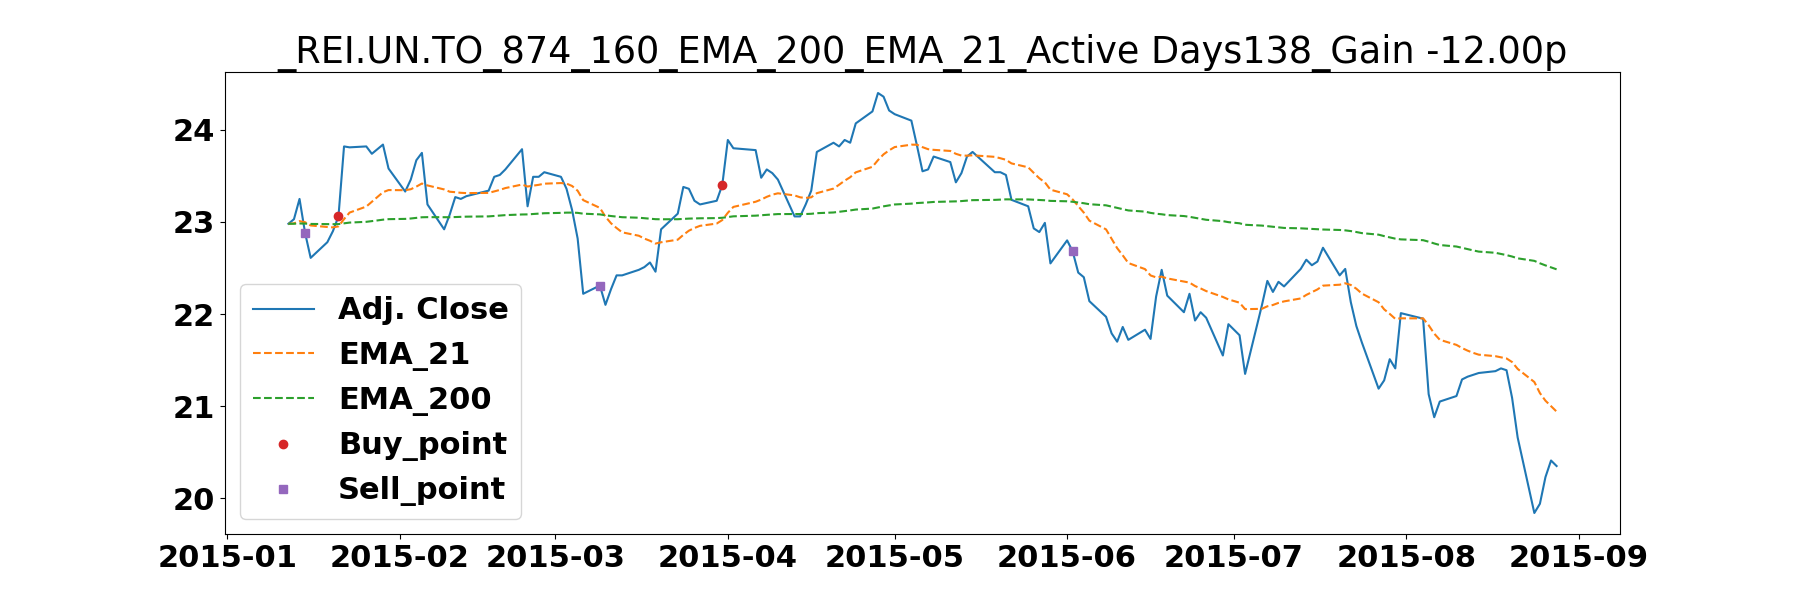 _REI.UN.TO_874_160_EMA_200_EMA_21_Active Days138_Gain -12.00p
24
23
22
21
20
Adj. Close
EMA_21
EMA_200
Buy_point
Sell_point
2015-01 2015-02 2015-03 2015-04 2015-05 2015-06 2015-07 2015-08 2015-09